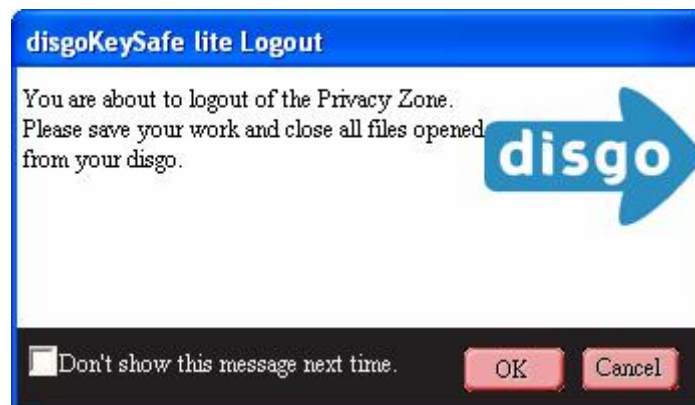 disgoKeySafe lite Logout
You are about to logout of the Privacy Zone.
Please save your work and close all files opened
from your disgo.
disgo
Don't show this message next time.
OK
Cancel